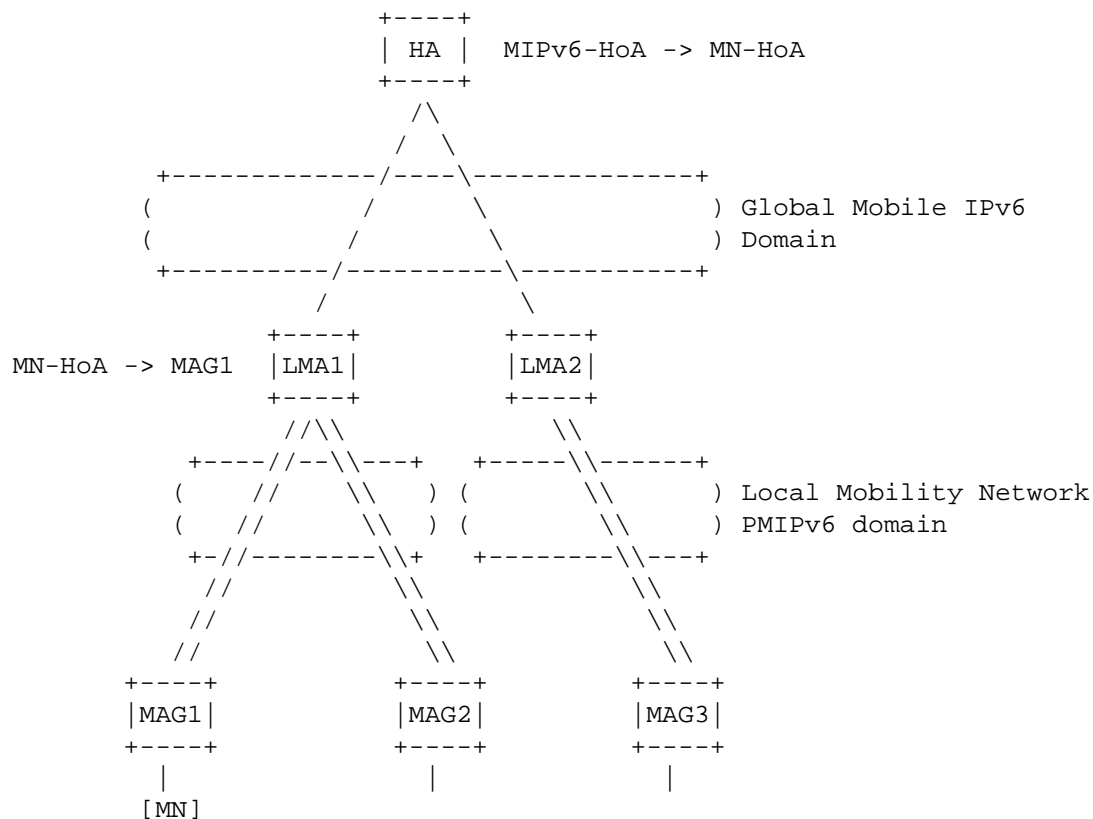 HA MIPv6-HoA -> MN-HoA
Global Mobile IPv6
Domain
MN-HoA -> MAG1 LMA1 LMA2
Local Mobility Network
PMIPv6 domain
MAG1 MAG2 MAG3
[MN]